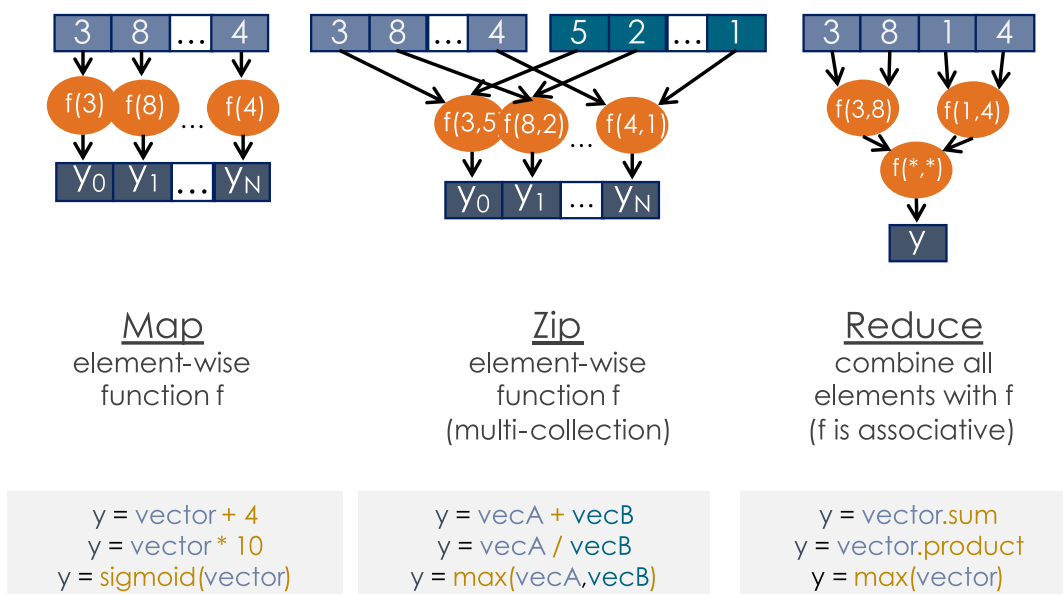 3 8 ... 4
f(3) f(8) ... f(4)
y0 y1 ... yN
Map
element-wise
function f
y = vector + 4
y = vector * 10
y = sigmoid(vector)
3 8 ... 4 5 2 ... 1
f(3,5) f(8,2) ... f(4,1)
y0 y1 ... yN
Zip
element-wise
function f
(multi-collection)
y = vecA + vecB
y = vecA / vecB
y = max(vecA,vecB)
3 8 1 4
f(3,8) f(1,4)
f(*,*)
y
Reduce
combine all
elements with f
(f is associative)
y = vector.sum
y = vector.product
y = max(vector)